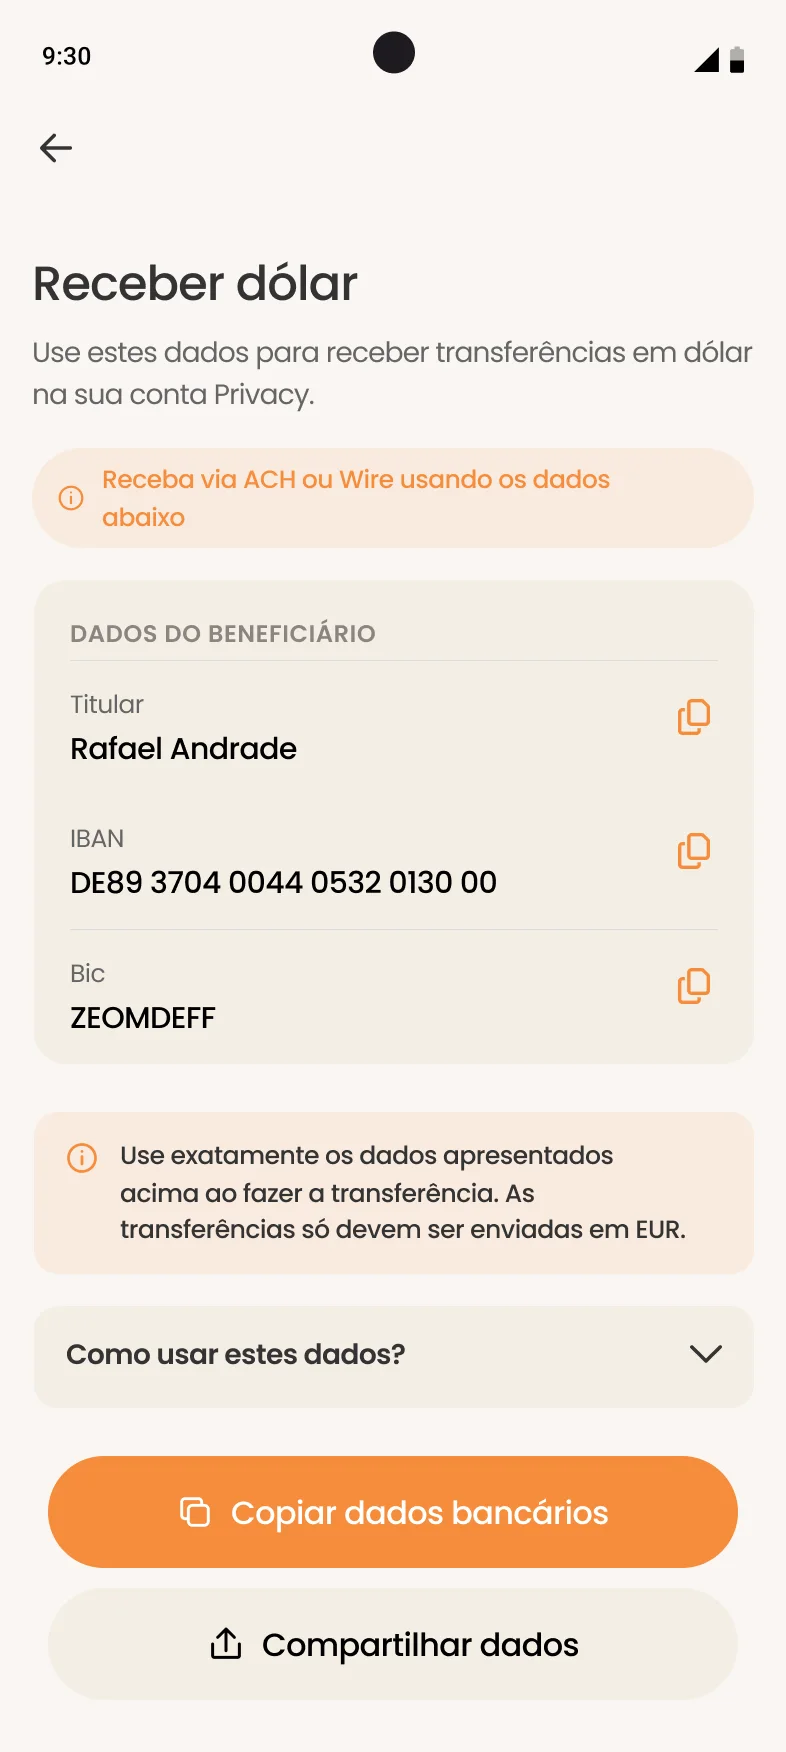 9:30
Receber dólar
Use estes dados para receber transferências em dólar
na sua conta Privacy.
Receba via ACH ou Wire usando os dados
abaixo
DADOS DO BENEFICIÁRIO
Titular
Rafael Andrade
IBAN
DE89 3704 0044 0532 0130 00
Bic
ZEOMDEFF
Use exatamente os dados apresentados
acima ao fazer a transferência. As
transferências só devem ser enviadas em EUR.
Como usar estes dados?
Copiar dados bancários
Compartilhar dados